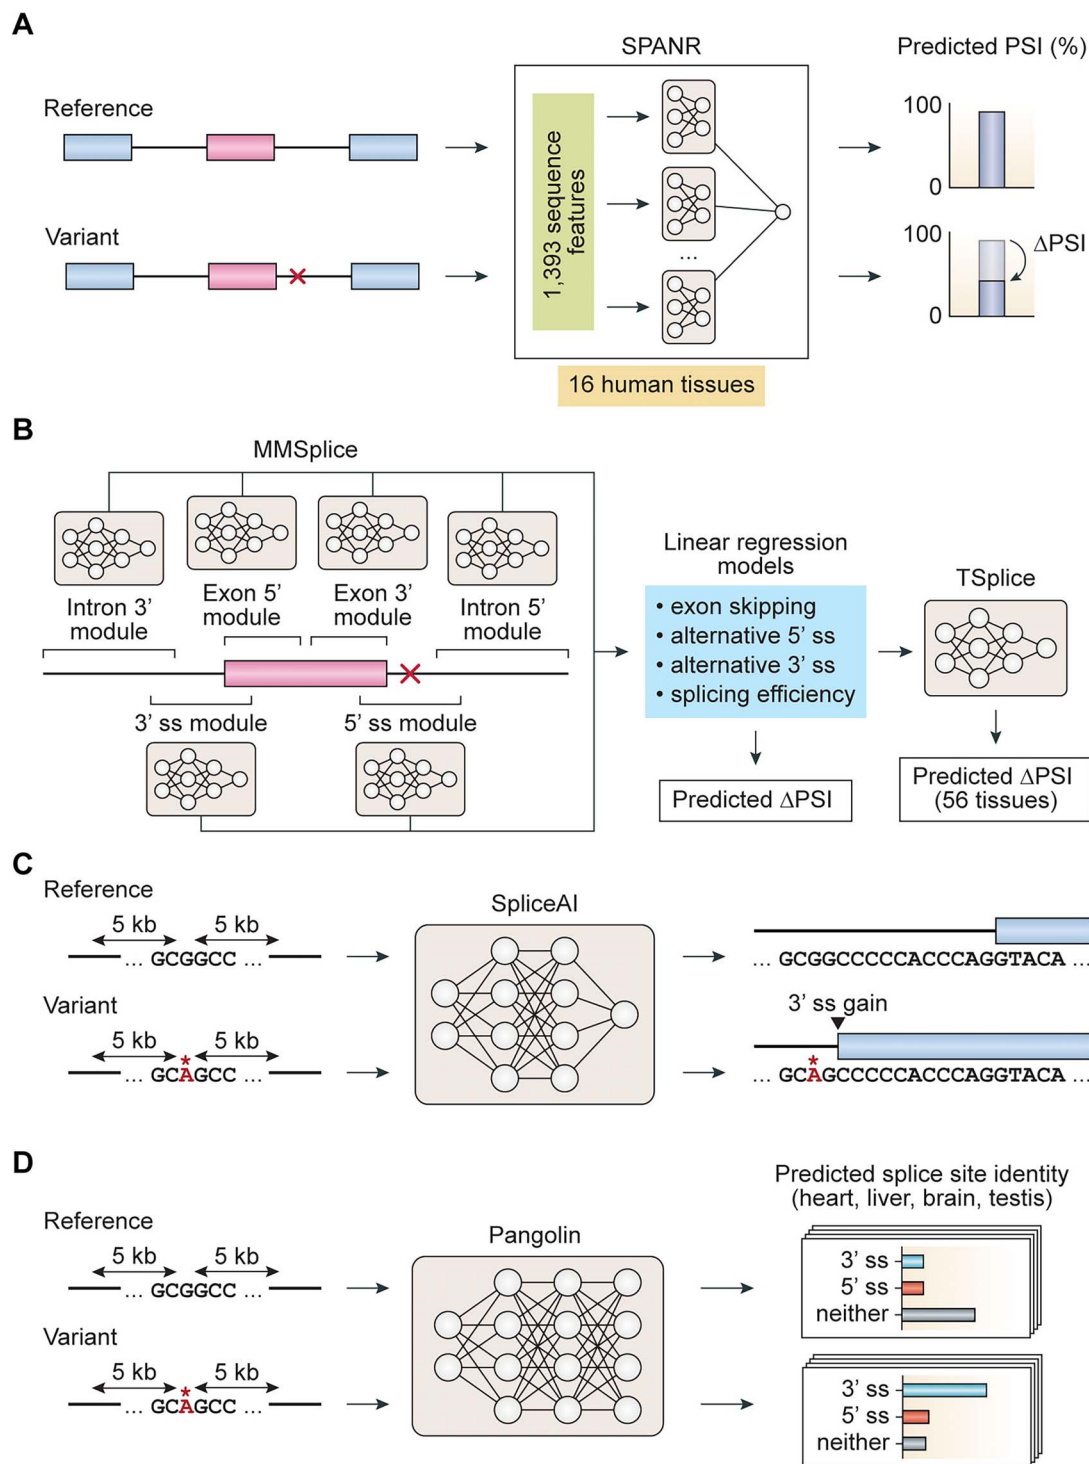 A
SPANR
Predicted PSI (%)
Reference
1,393 sequence
features
...
100
0
Variant
100
ΔPSI
0
16 human tissues
B
MMSplice
Intron 3’
module
Exon 5’
module
Exon 3’
module
Intron 5’
module
3’ ss module
5’ ss module
Linear regression
models
• exon skipping
• alternative 5’ ss
• alternative 3’ ss
• splicing efficiency
TSplice
Predicted ΔPSI
Predicted ΔPSI
(56 tissues)
C
Reference
5 kb 5 kb
... GCGGCC ...
SpliceAI
... GCGGCCCCCACCCAGGTACA ...
Variant
5 kb 5 kb
*
... GCAGCC ...
3’ ss gain
*
... GCAGCCCCCACCCAGGTACA ...
D
Predicted splice site identity
(heart, liver, brain, testis)
Reference
5 kb 5 kb
... GCGGCC ...
Pangolin
3’ ss
5’ ss
neither
Variant
5 kb 5 kb
*
... GCAGCC ...
3’ ss
5’ ss
neither